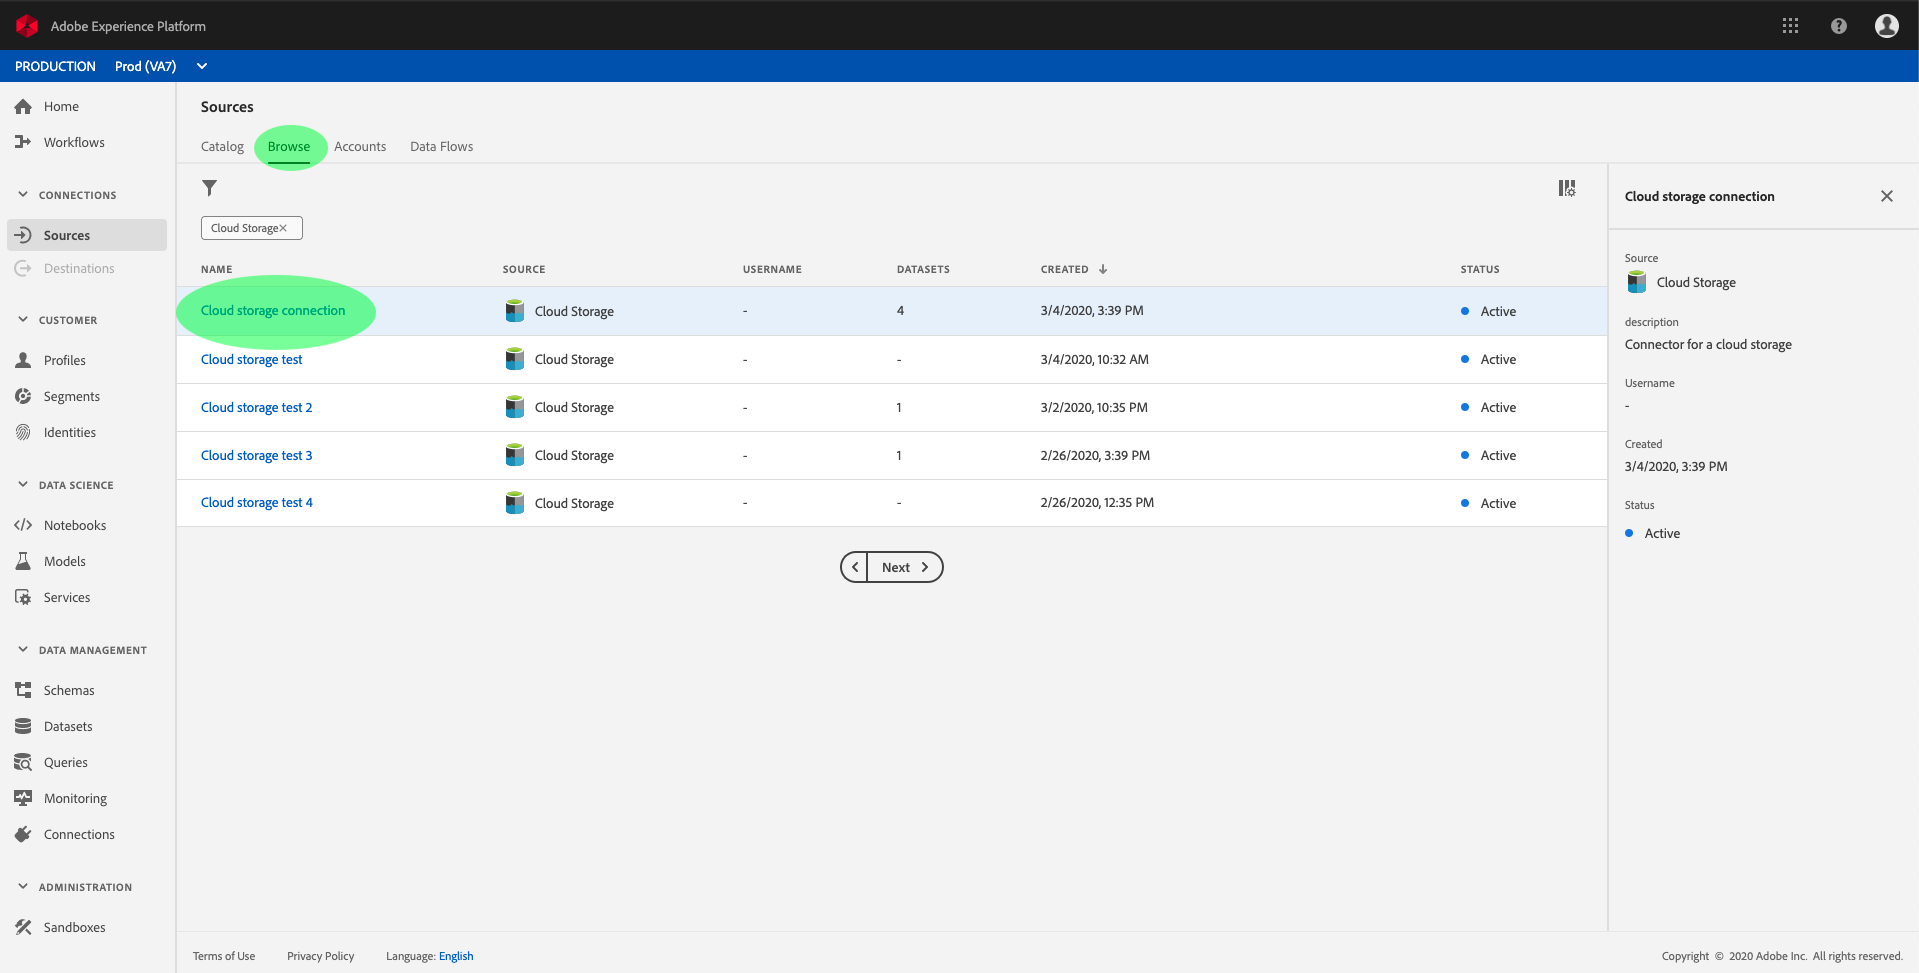 Adobe Experience Platform
PRODUCTION Prod (VA7)
Home
Workflows
CONNECTIONS
Sources
Destinations
CUSTOMER
Profiles
Segments
Identities
DATA SCIENCE
Notebooks
Models
Services
DATA MANAGEMENT
Schemas
Datasets
Queries
Monitoring
Connections
ADMINISTRATION
Sandboxes
Sources
Catalog Browse Accounts Data Flows
Cloud Storage×
NAME SOURCE USERNAME DATASETS CREATED ↓ STATUS
Cloud storage connection Cloud Storage - 4 3/4/2020, 3:39 PM Active
Cloud storage test Cloud Storage - - 3/4/2020, 10:32 AM Active
Cloud storage test 2 Cloud Storage - 1 3/2/2020, 10:35 PM Active
Cloud storage test 3 Cloud Storage - 1 2/26/2020, 3:39 PM Active
Cloud storage test 4 Cloud Storage - - 2/26/2020, 12:35 PM Active
< Next >
Cloud storage connection
Source
Cloud Storage
description
Connector for a cloud storage
Username
-
Created
3/4/2020, 3:39 PM
Status
Active
Terms of Use Privacy Policy Language: English
Copyright © 2020 Adobe Inc. All rights reserved.